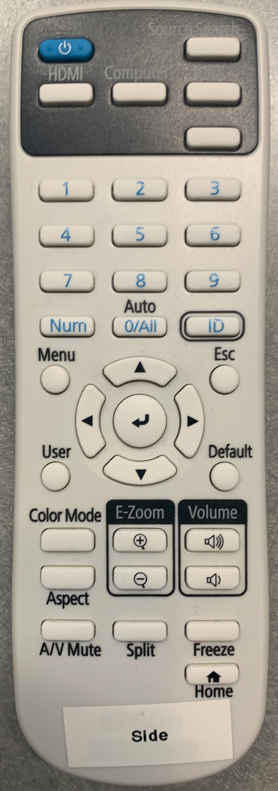 Source Search
HDMI Computer
1 2 3
4 5 6
7 8 9
Auto
Num 0/All ID
Menu Esc
User Default
Color Mode E-Zoom Volume
Aspect
A/V Mute Split Freeze
Home
Side